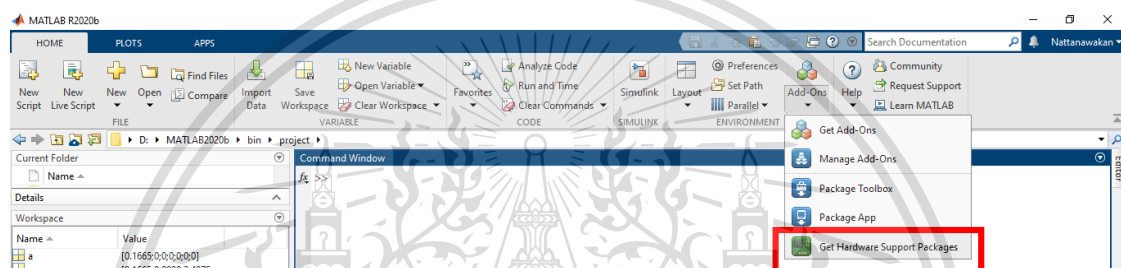 MATLAB R2020b
HOME PLOTS APPS Search Documentation Nattanawakan
New Script New Live Script New Open Find Files Compare Import Data Save Workspace New Variable Open Variable Clear Workspace Favorites Analyze Code Run and Time Clear Commands Simulink Layout Preferences Set Path Parallel Add-Ons Help Community Request Support Learn MATLAB
FILE VARIABLE CODE SIMULINK ENVIRONMENT
D: MATLAB2020b bin project
Current Folder
Name
Details
Workspace
Name Value
a [0.1665;0;0;0;0;0]
Command Window
fx >>
Editor
Get Add-Ons
Manage Add-Ons
Package Toolbox
Package App
Get Hardware Support Packages